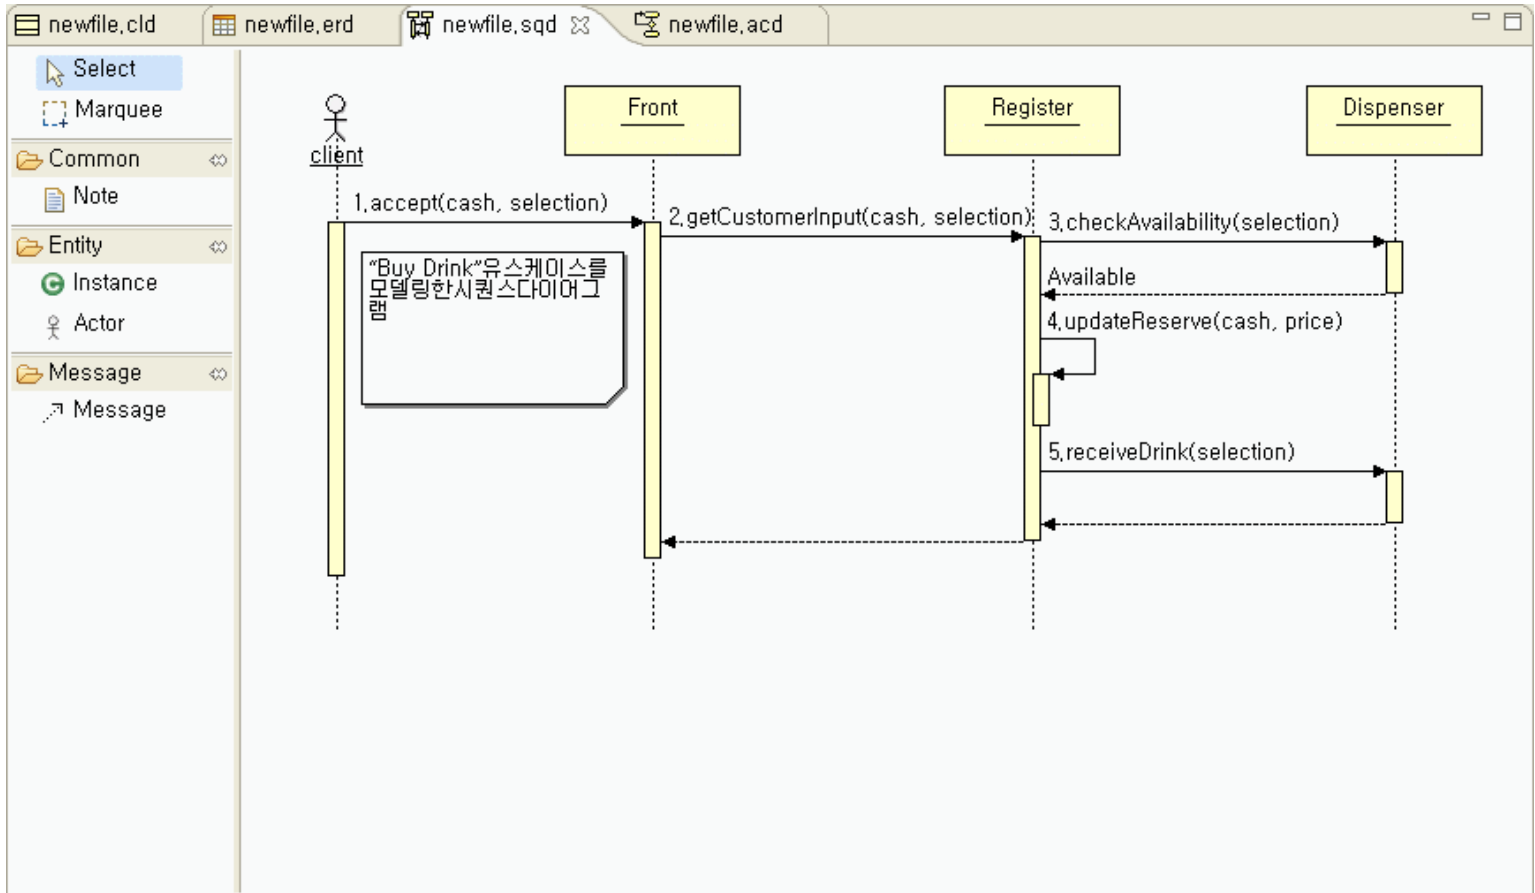 newfile.cld
newfile.erd
newfile.sqd
newfile.acd
Select
Marquee
Common
Note
Entity
Instance
Actor
Message
Message
client
Front
Register
Dispenser
1.accept(cash, selection)
2.getCustomerInput(cash, selection)
3.checkAvailability(selection)
"Buy Drink"유스케이스를
모델링한시퀀스다이어그
램
Available
4.updateReserve(cash, price)
5.receiveDrink(selection)